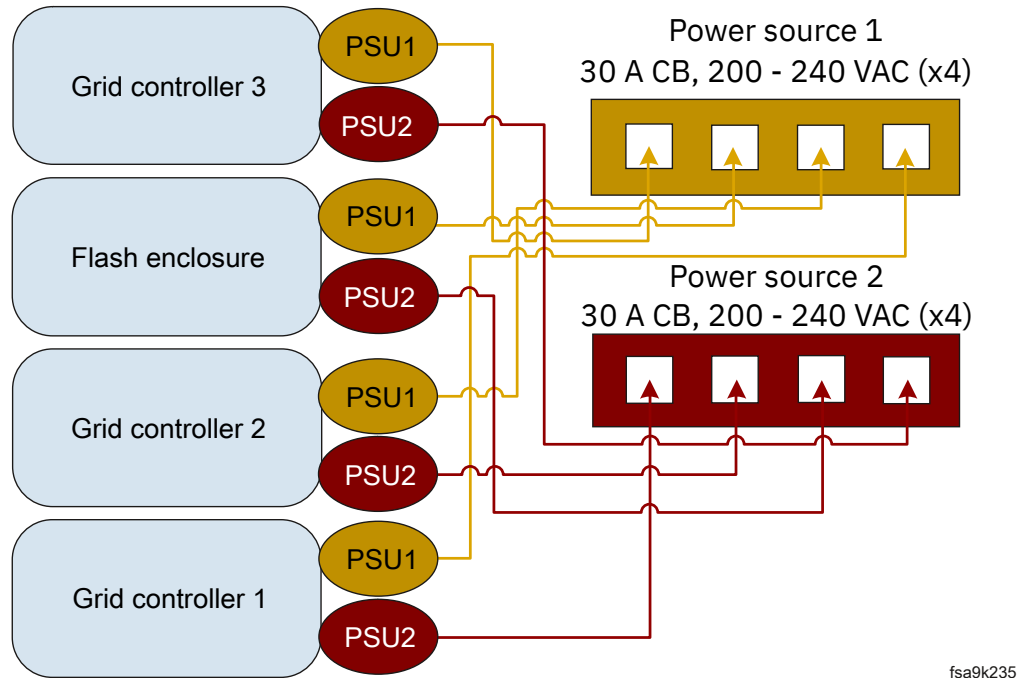 Grid controller 3
PSU1
PSU2
Flash enclosure
PSU1
PSU2
Grid controller 2
PSU1
PSU2
Grid controller 1
PSU1
PSU2
Power source 1
30 A CB, 200 - 240 VAC (x4)
Power source 2
30 A CB, 200 - 240 VAC (x4)
fsa9k235